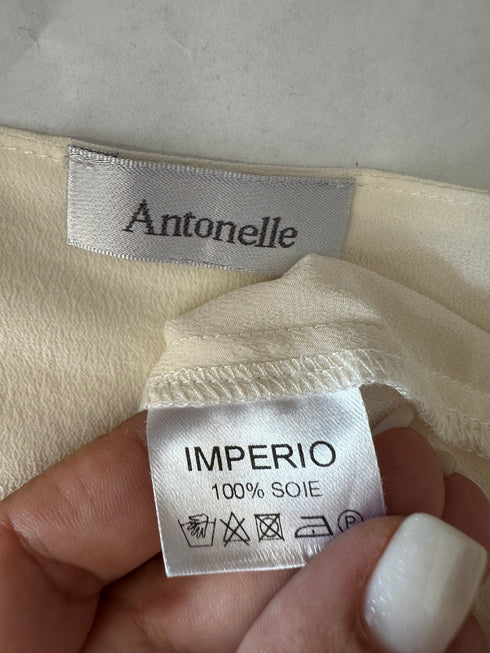 Antonelle
IMPERIO
100% SOIE
P